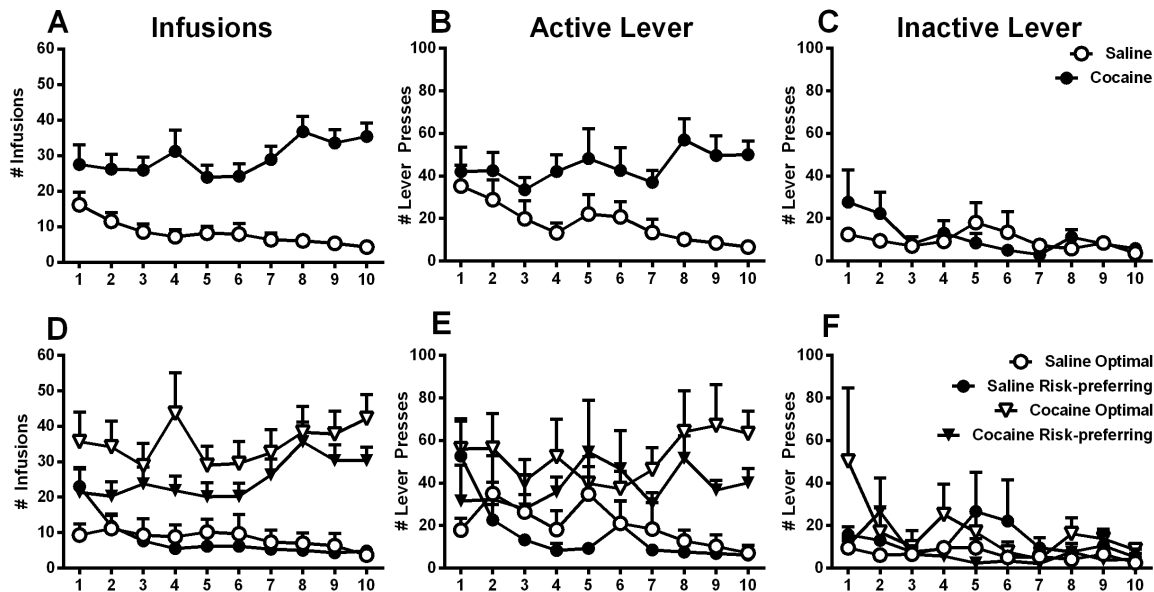 A Infusions
# Infusions
60
50
40
30
20
10
0
1 2 3 4 5 6 7 8 9 10
B Active Lever
# Lever Presses
100
80
60
40
20
0
1 2 3 4 5 6 7 8 9 10
C Inactive Lever
Saline
Cocaine
# Lever Presses
100
80
60
40
20
0
1 2 3 4 5 6 7 8 9 10
D
# Infusions
60
50
40
30
20
10
0
1 2 3 4 5 6 7 8 9 10
E
# Lever Presses
100
80
60
40
20
0
1 2 3 4 5 6 7 8 9 10
F
Saline Optimal
Saline Risk-preferring
Cocaine Optimal
Cocaine Risk-preferring
# Lever Presses
100
80
60
40
20
0
1 2 3 4 5 6 7 8 9 10